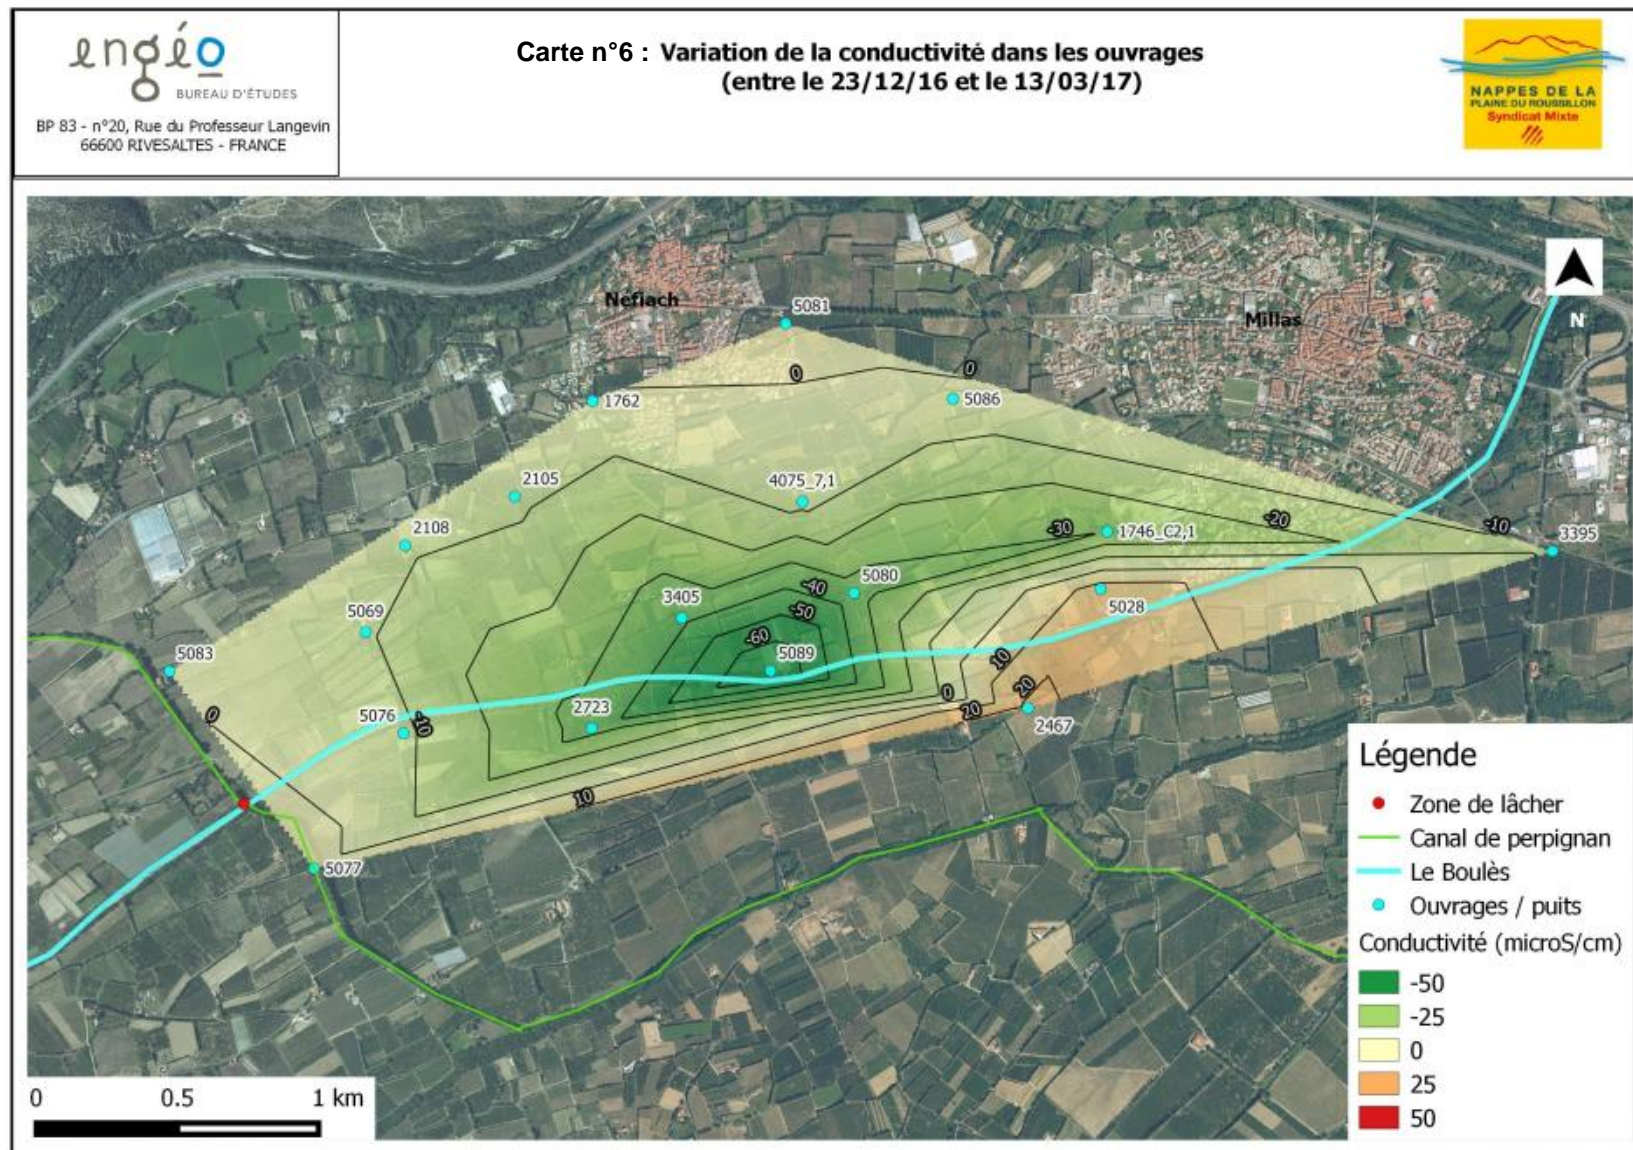 engéo
BUREAU D'ÉTUDES
BP 83 - n°20, Rue du Professeur Langevin
66600 RIVESALTES - FRANCE
Carte n°6 : Variation de la conductivité dans les ouvrages
(entre le 23/12/16 et le 13/03/17)
NAPPES DE LA
PLAINE DU ROUSSILLON
Syndicat Mixte
Néfiach
5081
Millas
N
0
0
1762
5086
2105
4075_7,1
2108
-30
1746_C2,1
-20
-10
3395
5069
3405
-40
5080
-50
5028
5083
-60
5089
10
0
5076
-10
2723
0
20
20
2467
10
5077
Légende
Zone de lâcher
Canal de perpignan
Le Boulès
Ouvrages / puits
Conductivité (microS/cm)
-50
-25
0
25
50
0 0.5 1 km